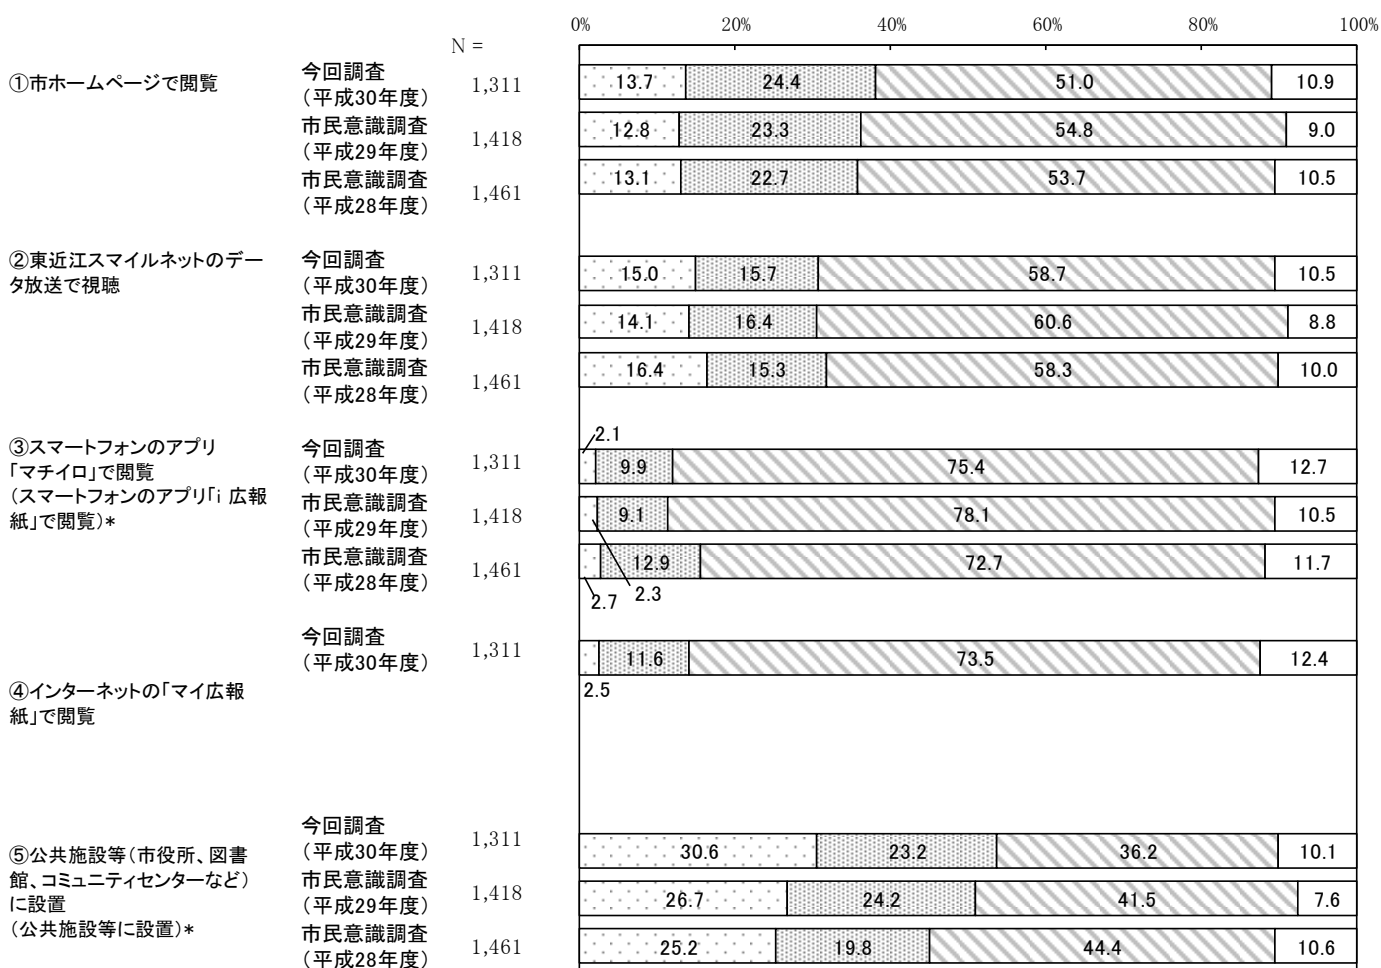 0% 20% 40% 60% 80% 100%
N =
①市ホームページで閲覧
今回調査
（平成30年度）
1,311
13.7 24.4 51.0 10.9
市民意識調査
（平成29年度）
1,418
12.8 23.3 54.8 9.0
市民意識調査
（平成28年度）
1,461
13.1 22.7 53.7 10.5
②東近江スマイルネットのデー
タ放送で視聴
今回調査
（平成30年度）
1,311
15.0 15.7 58.7 10.5
市民意識調査
（平成29年度）
1,418
14.1 16.4 60.6 8.8
市民意識調査
（平成28年度）
1,461
16.4 15.3 58.3 10.0
③スマートフォンのアプリ
「マチイロ」で閲覧
（スマートフォンのアプリ「i 広報
紙」で閲覧）*
今回調査
（平成30年度）
1,311
2.1 9.9 75.4 12.7
市民意識調査
（平成29年度）
1,418
2.3 9.1 78.1 10.5
市民意識調査
（平成28年度）
1,461
2.7 12.9 72.7 11.7
④インターネットの「マイ広報
紙」で閲覧
今回調査
（平成30年度）
1,311
2.5 11.6 73.5 12.4
⑤公共施設等（市役所、図書
館、コミュニティセンターなど）
に設置
（公共施設等に設置）*
今回調査
（平成30年度）
1,311
30.6 23.2 36.2 10.1
市民意識調査
（平成29年度）
1,418
26.7 24.2 41.5 7.6
市民意識調査
（平成28年度）
1,461
25.2 19.8 44.4 10.6